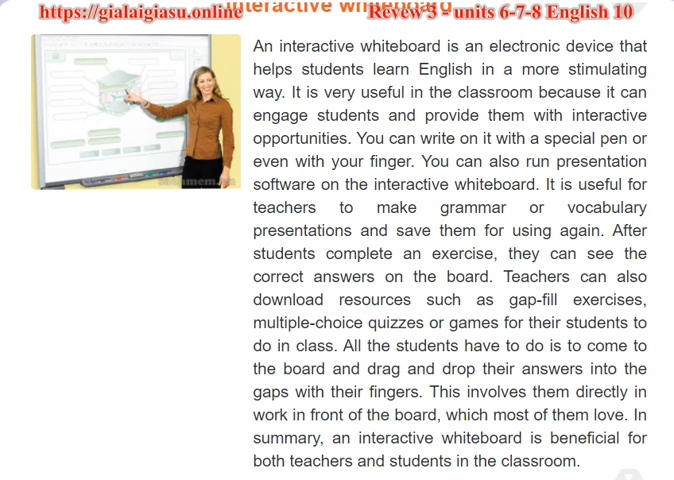 https://gialaigiasu.online
Interactive whiteboard
Revew 3 - units 6-7-8 English 10
An interactive whiteboard is an electronic device that
helps students learn English in a more stimulating
way. It is very useful in the classroom because it can
engage students and provide them with interactive
opportunities. You can write on it with a special pen or
even with your finger. You can also run presentation
software on the interactive whiteboard. It is useful for
teachers to make grammar or vocabulary
presentations and save them for using again. After
students complete an exercise, they can see the
correct answers on the board. Teachers can also
download resources such as gap-fill exercises,
multiple-choice quizzes or games for their students to
do in class. All the students have to do is to come to
the board and drag and drop their answers into the
gaps with their fingers. This involves them directly in
work in front of the board, which most of them love. In
summary, an interactive whiteboard is beneficial for
both teachers and students in the classroom.